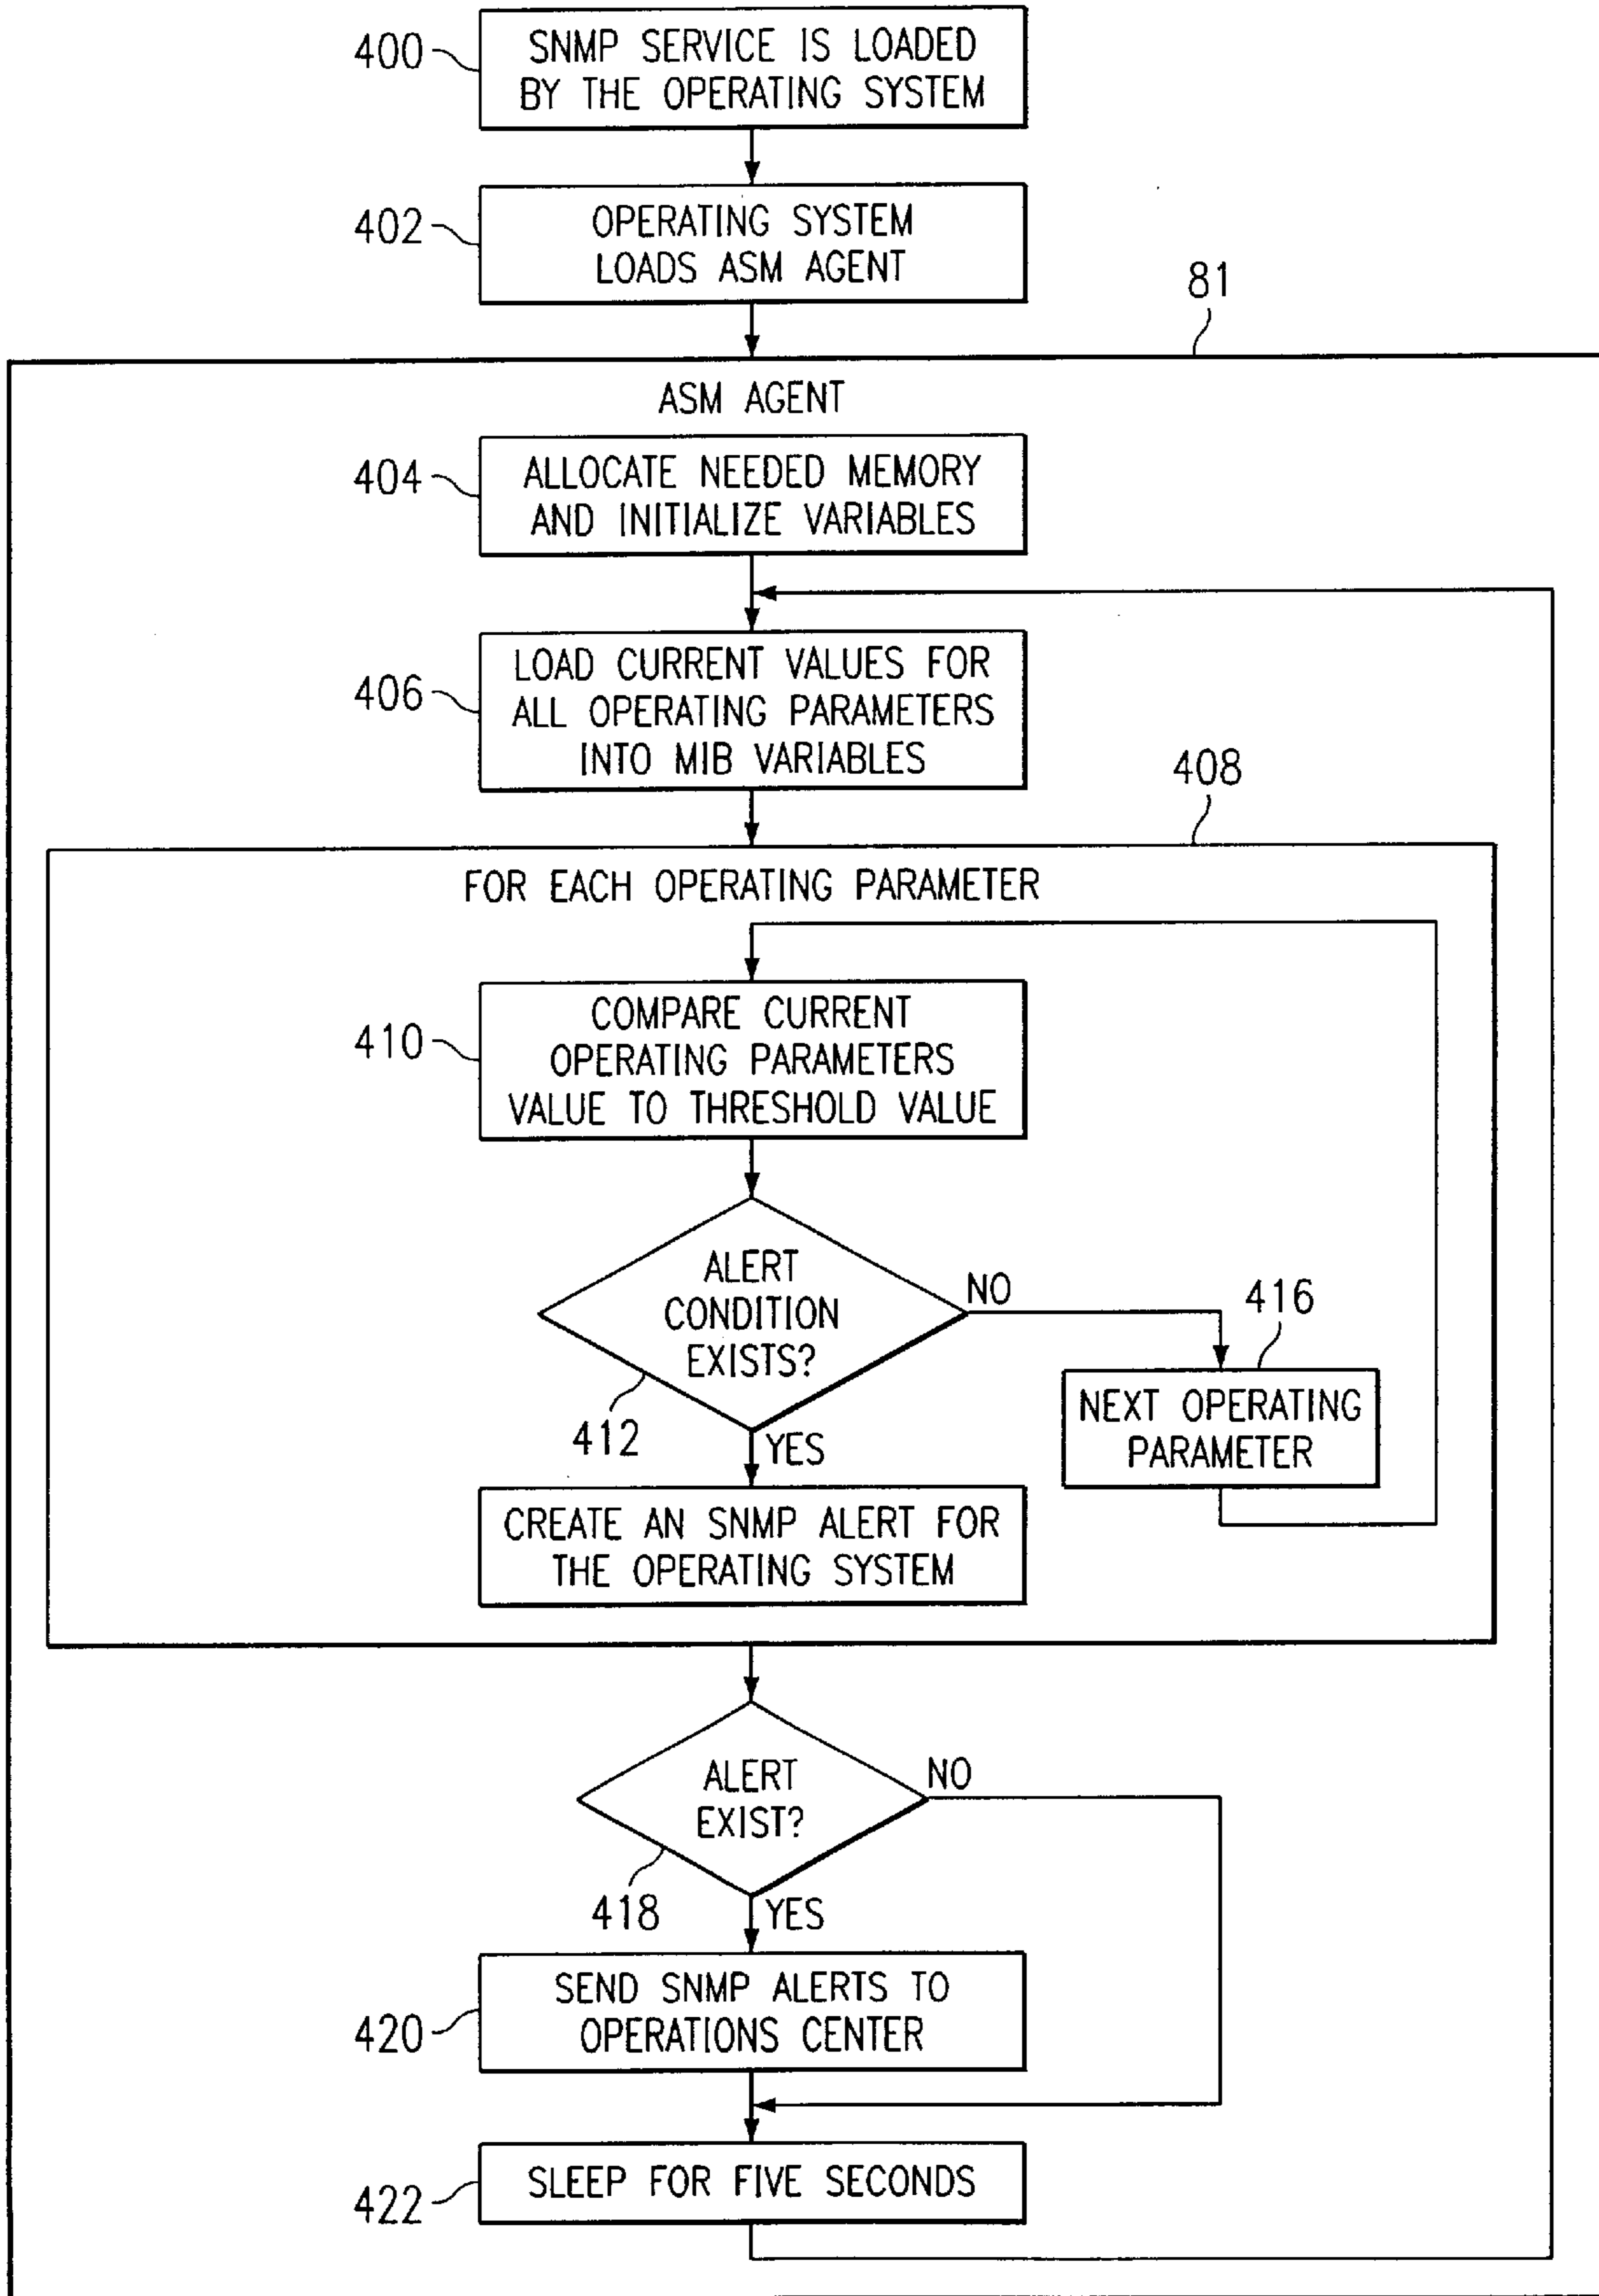 400
SNMP SERVICE IS LOADED
BY THE OPERATING SYSTEM
402
OPERATING SYSTEM
LOADS ASM AGENT
81
ASM AGENT
404
ALLOCATE NEEDED MEMORY
AND INITIALIZE VARIABLES
406
LOAD CURRENT VALUES FOR
ALL OPERATING PARAMETERS
INTO MIB VARIABLES
408
FOR EACH OPERATING PARAMETER
410
COMPARE CURRENT
OPERATING PARAMETERS
VALUE TO THRESHOLD VALUE
ALERT
CONDITION
EXISTS?
NO
416
412
YES
NEXT OPERATING
PARAMETER
CREATE AN SNMP ALERT FOR
THE OPERATING SYSTEM
ALERT
EXIST?
NO
418
YES
420
SEND SNMP ALERTS TO
OPERATIONS CENTER
422
SLEEP FOR FIVE SECONDS